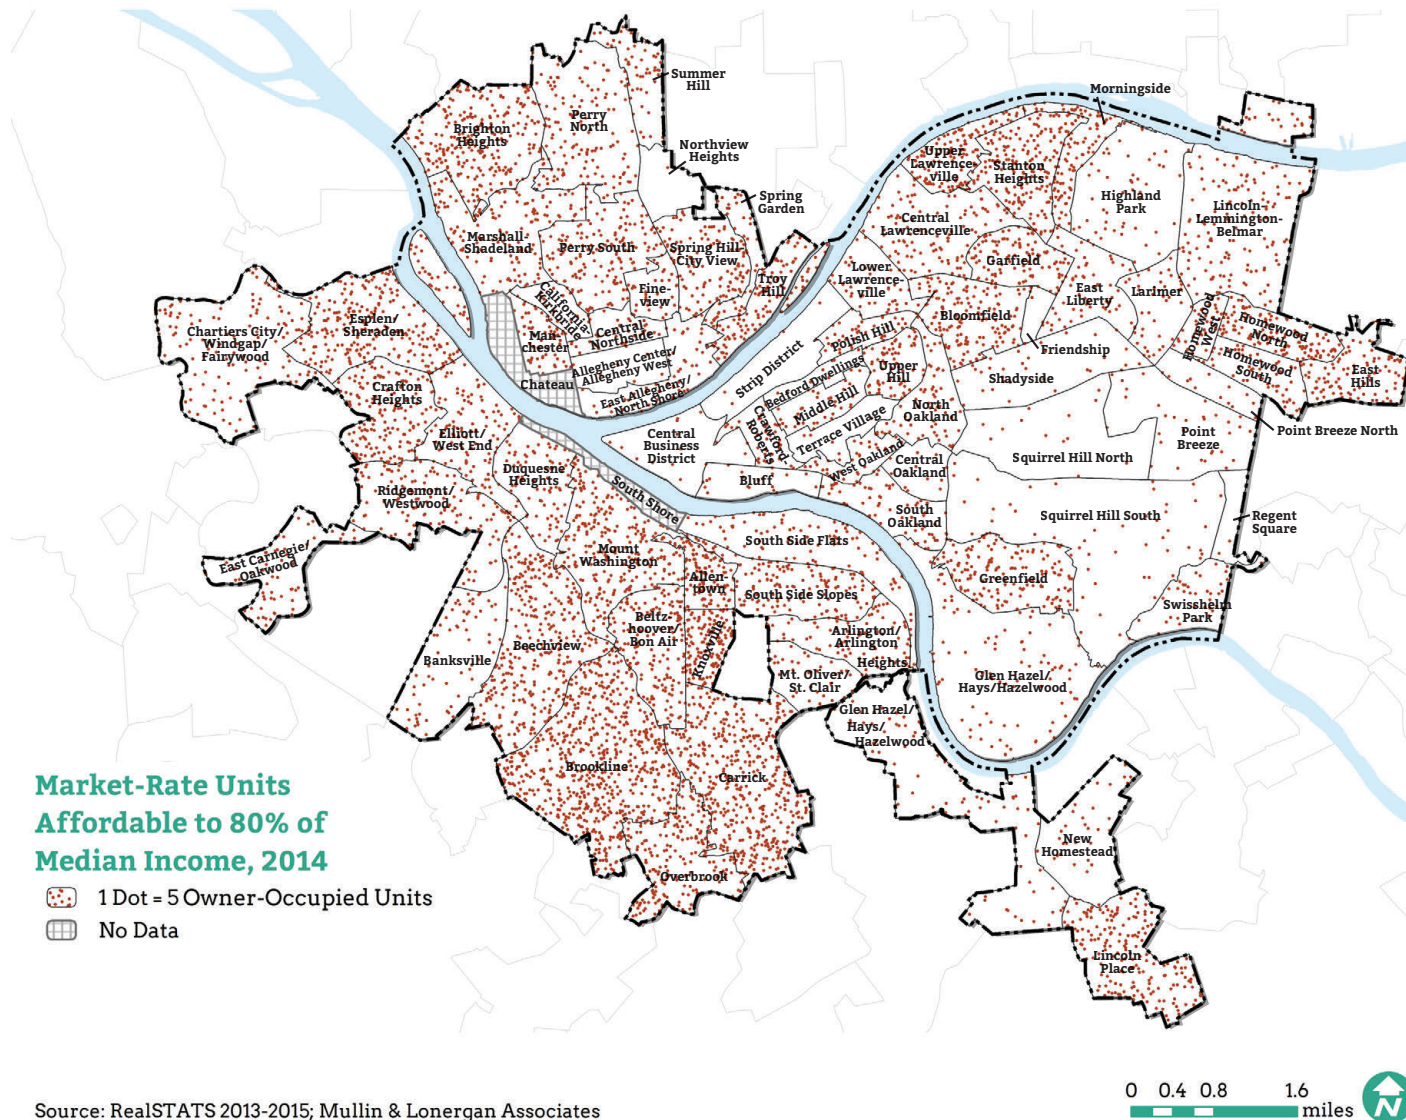 Summer
Hill
Morningside
Perry
North
Brighton
Heights
Northview
Heights
Upper
Lawrence-
ville
Stanton
Heights
Spring
Garden
Highland
Park
Lincoln-
Lemmington-
Belmar
Marshall-
Shadeland
Perry South
Spring Hill-
City View
Central
Lawrenceville
Garfield
Troy
Hill
Lower
Lawrence-
ville
Fine-
view
East
Liberty
Larimer
California-
Kirkbride
Chartiers City/
Windgap/
Fairywood
Esplen/
Sheraden
Man-
chester
Central
Northside
Polish Hill
Bloomfield
Friendship
Homewood
West
Homewood
North
Homewood
South
East
Hills
Allegheny Center/
Allegheny West
Chateau
East Allegheny/
North Shore
Strip District
Bedford Dwellings
Upper
Hill
Shadyside
Crafton
Heights
Middle Hill
North
Oakland
Crawford
Roberts
Terrace Village
Point Breeze North
Point
Breeze
Elliott/
West End
Central
Business
District
West Oakland
Central
Oakland
Squirrel Hill North
Duquesne
Heights
Bluff
Ridgemont/
Westwood
South Shore
South
Oakland
Squirrel Hill South
Regent
Square
East Carnegie/
Oakwood
Mount
Washington
South Side Flats
Allen-
town
South Side Slopes
Greenfield
Swisshelm
Park
Beltz-
hoover/
Bon Air
Knoxville
Arlington/
Arlington
Heights
Beechview
Banksville
Mt. Oliver/
St. Clair
Glen Hazel/
Hays/Hazelwood
Glen Hazel/
Hays/
Hazelwood
Brookline
Carrick
Market-Rate Units
Affordable to 80% of
Median Income, 2014
New
Homestead
Overbrook
1 Dot = 5 Owner-Occupied Units
No Data
Lincoln
Place
0 0.4 0.8 1.6
miles
N
Source: RealSTATS 2013-2015; Mullin & Lonergan Associates